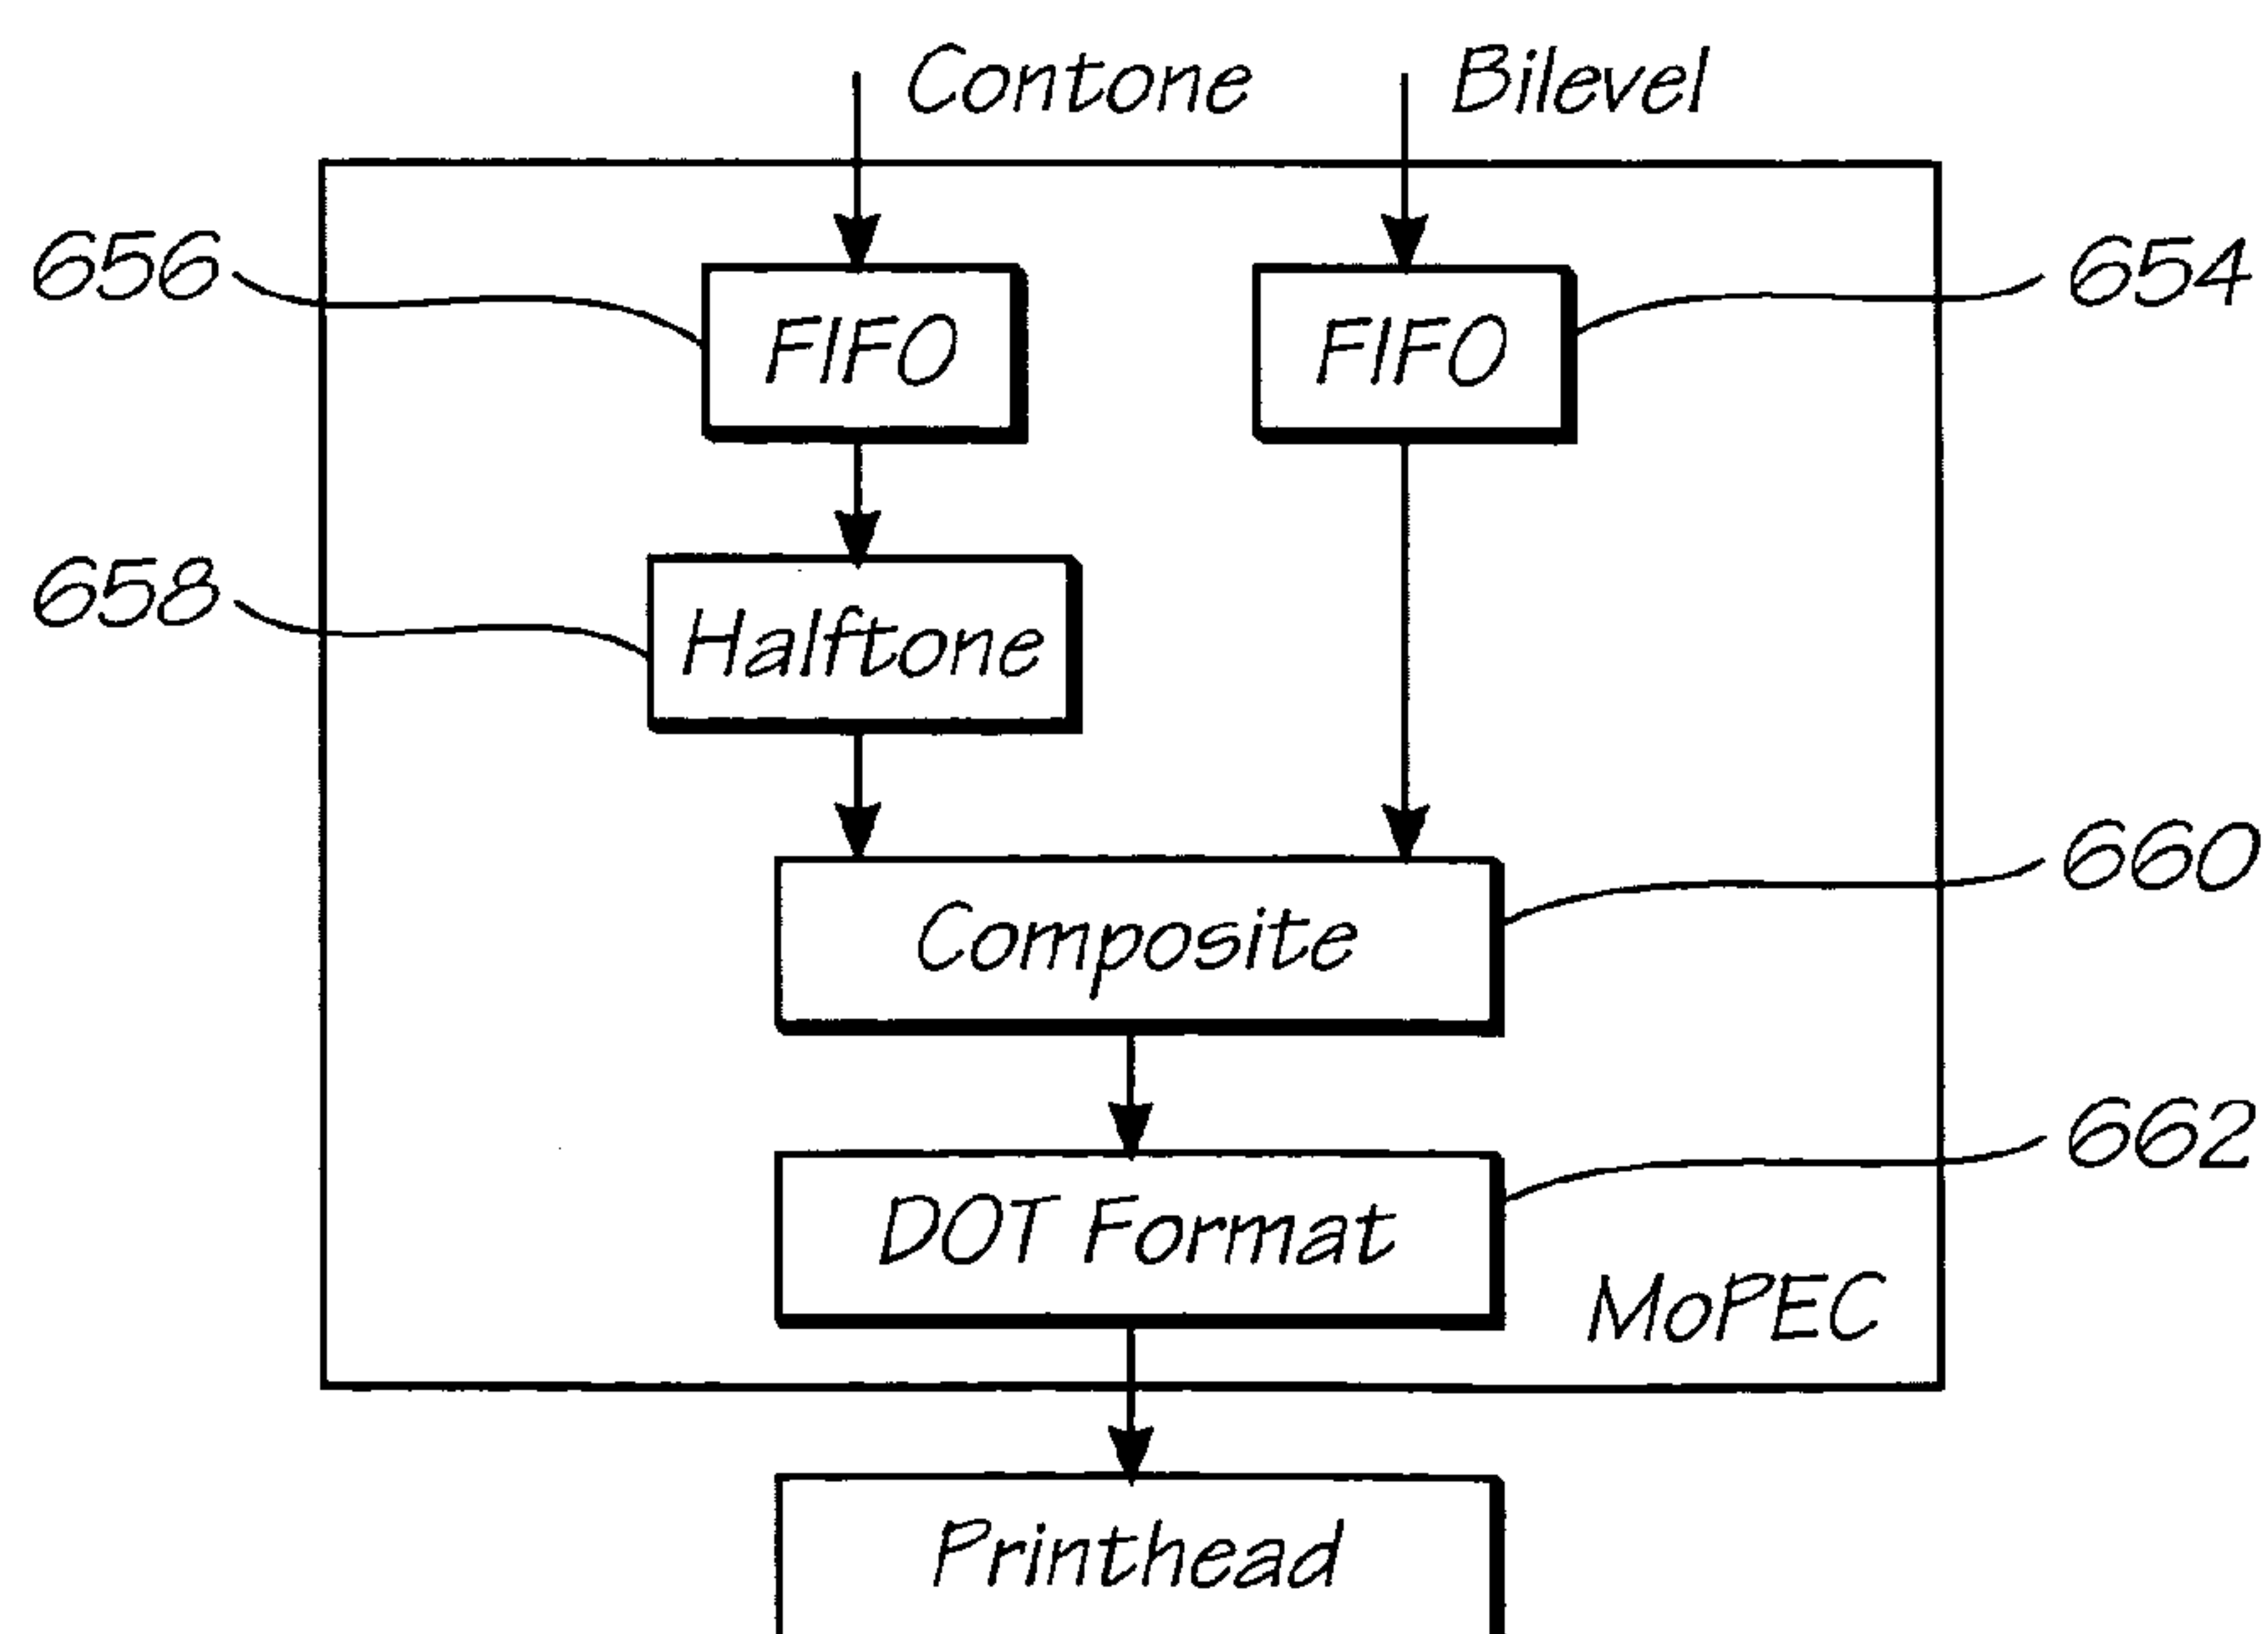 Contone
Bilevel
656
FIFO
FIFO
654
658
Halftone
660
Composite
662
DOT Format
MoPEC
Printhead